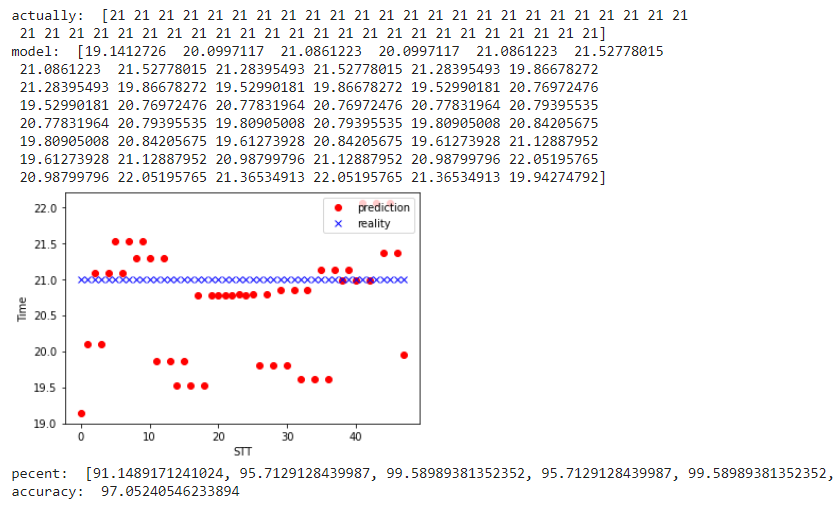 actually:  [21 21 21 21 21 21 21 21 21 21 21 21 21 21 21 21 21 21 21 21 21 21 21 21
 21 21 21 21 21 21 21 21 21 21 21 21 21 21 21 21 21 21 21 21 21 21 21 21]
model:  [19.1412726  20.0997117  21.0861223  20.0997117  21.0861223  21.52778015
 21.0861223  21.52778015 21.28395493 21.52778015 21.28395493 19.86678272
 21.28395493 19.86678272 19.52990181 19.86678272 19.52990181 20.76972476
 19.52990181 20.76972476 20.77831964 20.76972476 20.77831964 20.79395535
 20.77831964 20.79395535 19.80905008 20.79395535 19.80905008 20.84205675
 19.80905008 20.84205675 19.61273928 20.84205675 19.61273928 21.12887952
 19.61273928 21.12887952 20.98799796 21.12887952 20.98799796 22.05195765
 20.98799796 22.05195765 21.36534913 22.05195765 21.36534913 19.94274792]
22.0
21.5
21.0
20.5
20.0
19.5
19.0
Time
prediction
reality
0 10 20 30 40
STT
pecent:  [91.1489171241024, 95.7129128439987, 99.58989381352352, 95.7129128439987, 99.58989381352352,
accuracy:  97.05240546233894